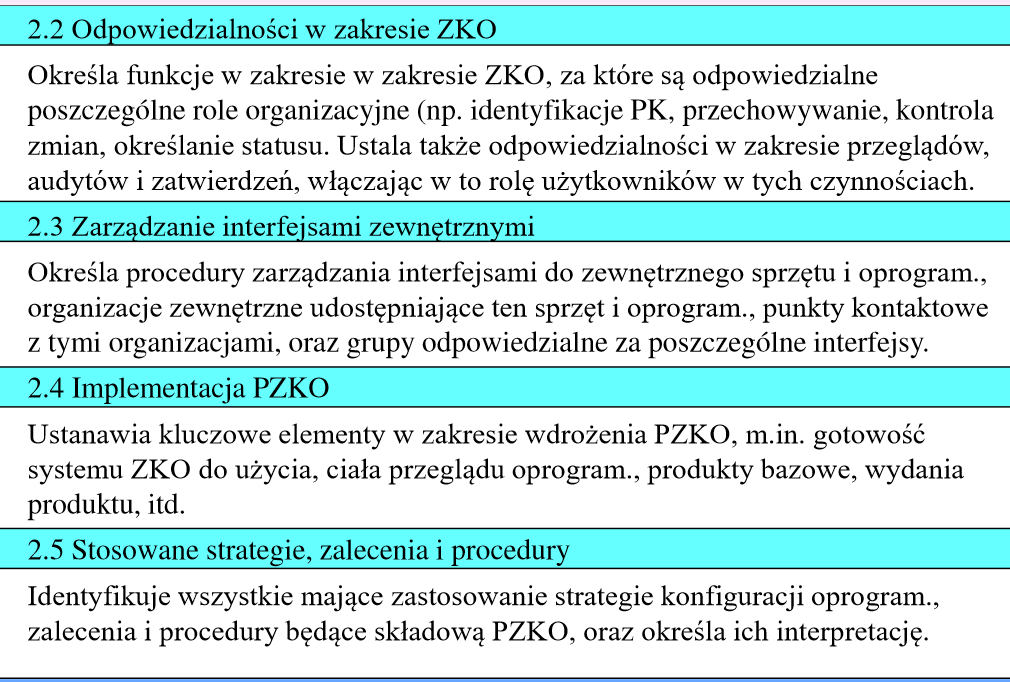 2.2 Odpowiedzialności w zakresie ZKO
Określa funkcje w zakresie w zakresie ZKO, za które są odpowiedzialne
poszczególne role organizacyjne (np. identyfikacje PK, przechowywanie, kontrola
zmian, określanie statusu. Ustala także odpowiedzialności w zakresie przeglądów,
audytów i zatwierdzeń, włączając w to rolę użytkowników w tych czynnościach.
2.3 Zarządzanie interfejsami zewnętrznymi
Określa procedury zarządzania interfejsami do zewnętrznego sprzętu i oprogram.,
organizacje zewnętrzne udostępniające ten sprzęt i oprogram., punkty kontaktowe
z tymi organizacjami, oraz grupy odpowiedzialne za poszczególne interfejsy.
2.4 Implementacja PZKO
Ustanawia kluczowe elementy w zakresie wdrożenia PZKO, m.in. gotowość
systemu ZKO do użycia, ciała przeglądu oprogram., produkty bazowe, wydania
produktu, itd.
2.5 Stosowane strategie, zalecenia i procedury
Identyfikuje wszystkie mające zastosowanie strategie konfiguracji oprogram.,
zalecenia i procedury będące składową PZKO, oraz określa ich interpretację.